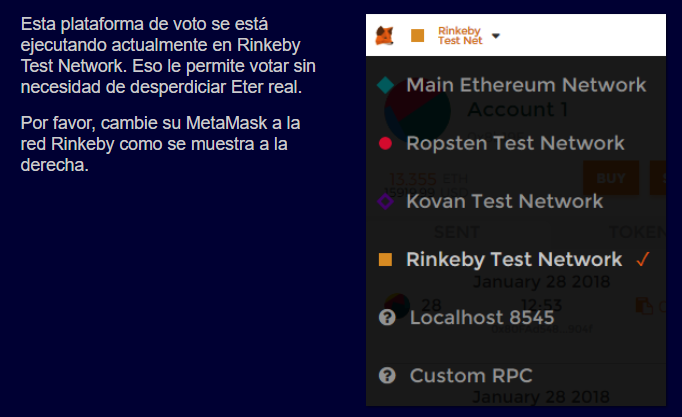 Esta plataforma de voto se está
ejecutando actualmente en Rinkeby
Test Network. Eso le permite votar sin
necesidad de desperdiciar Eter real.
Por favor, cambie su MetaMask a la
red Rinkeby como se muestra a la
derecha.
Rinkeby
Test Net
Main Ethereum Network
Account 1
Ropsten Test Network
13.355 ETH
BUY
Kovan Test Network
SENT
TOKEN
Rinkeby Test Network
January 28 2018
28
12:53
Localhost 8545
Custom RPC
January 28 2018